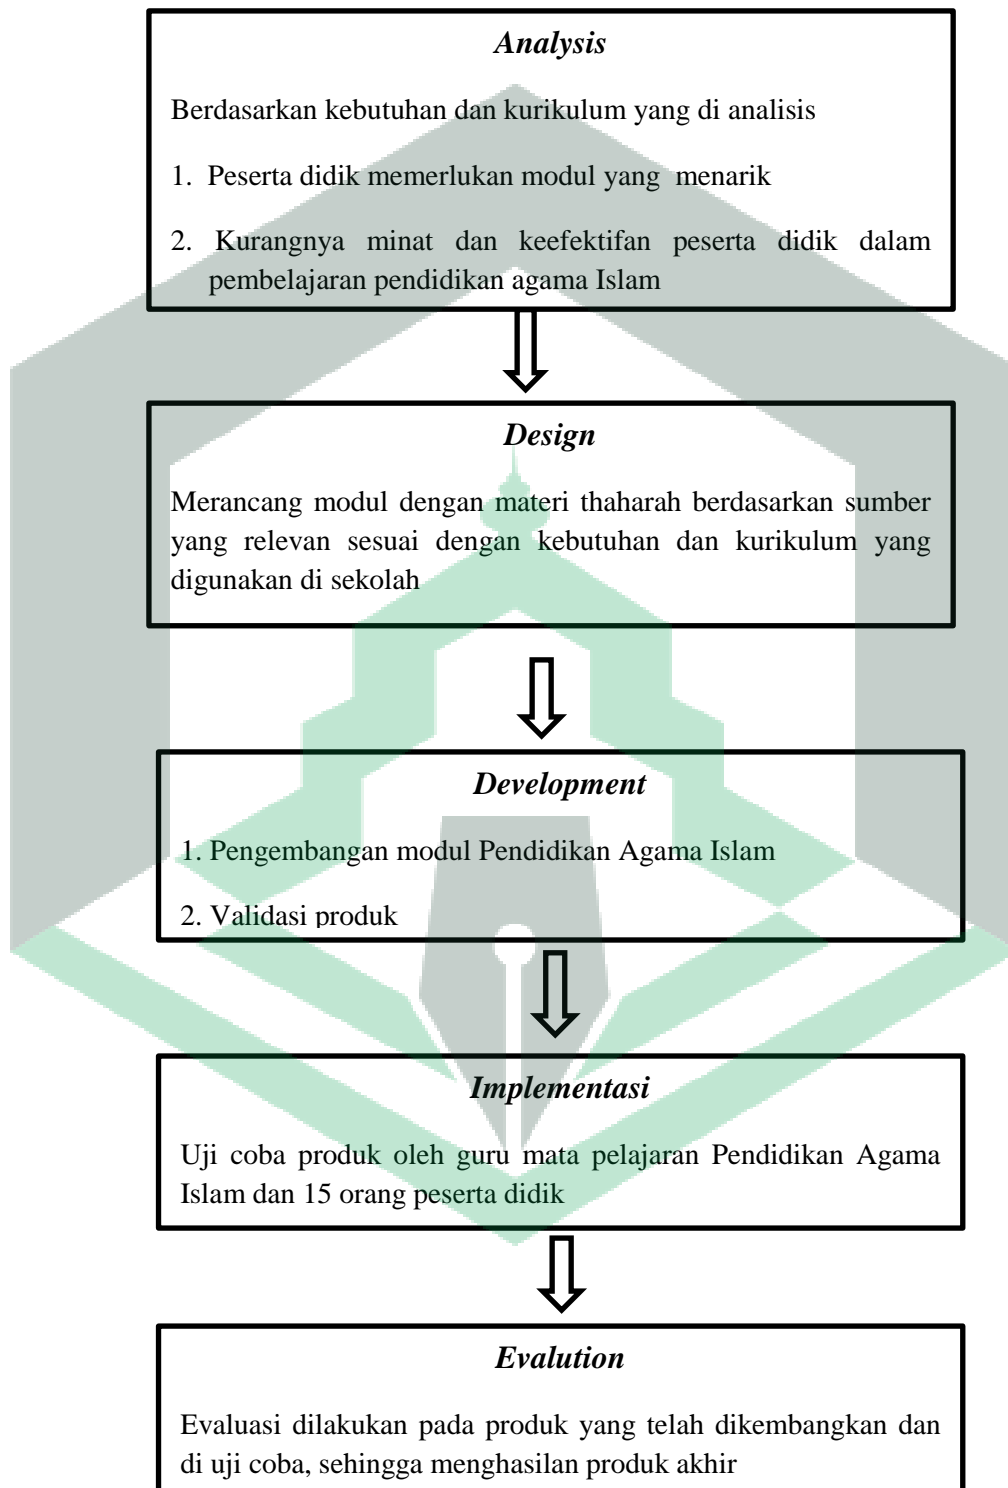 Analysis
Berdasarkan kebutuhan dan kurikulum yang di analisis
1. Peserta didik memerlukan modul yang menarik
2. Kurangnya minat dan keefektifan peserta didik dalam
pembelajaran pendidikan agama Islam
Design
Merancang modul dengan materi thaharah berdasarkan sumber
yang relevan sesuai dengan kebutuhan dan kurikulum yang
digunakan di sekolah
Development
1. Pengembangan modul Pendidikan Agama Islam
2. Validasi produk
Implementasi
Uji coba produk oleh guru mata pelajaran Pendidikan Agama
Islam dan 15 orang peserta didik
Evalution
Evaluasi dilakukan pada produk yang telah dikembangkan dan
di uji coba, sehingga menghasilan produk akhir